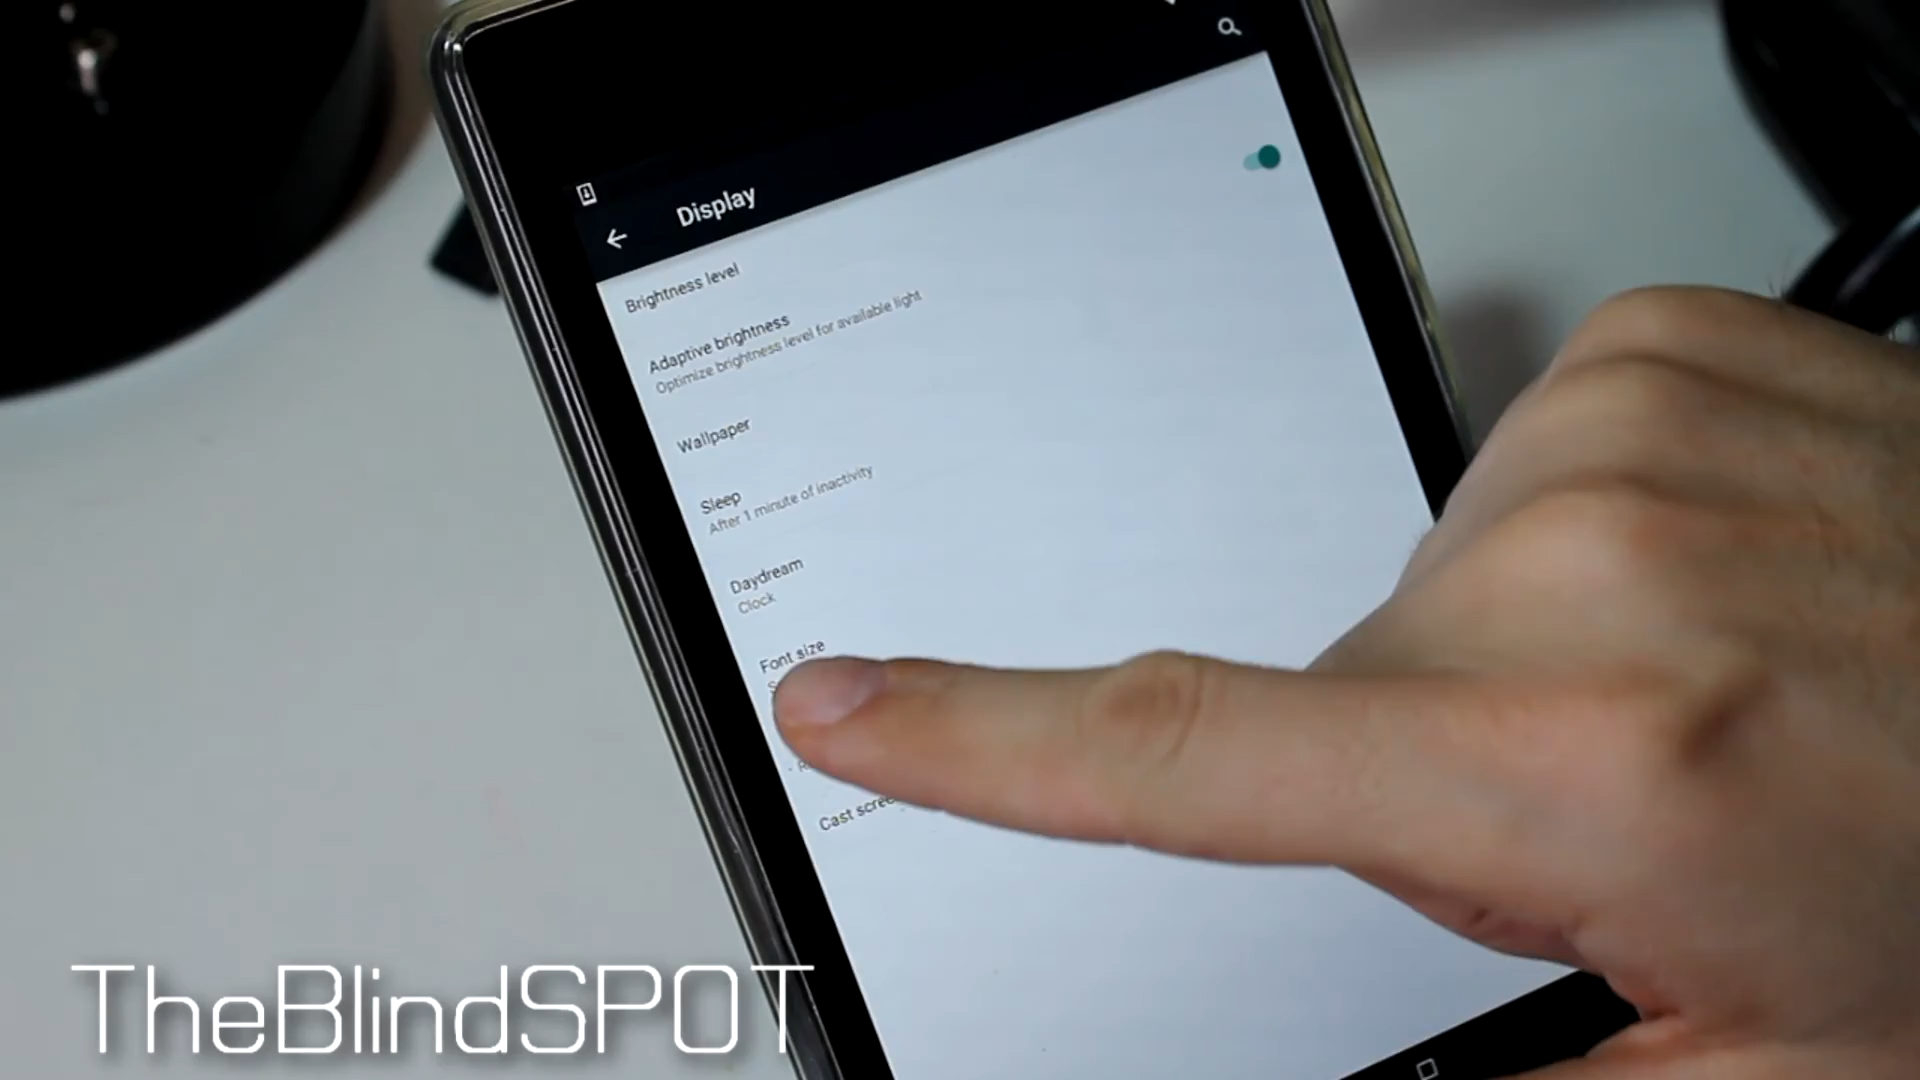 Display
Brightness level
Adaptive brightness
Optimize brightness level for available light
Wallpaper
Sleep
After 1 minute of inactivity
Daydream
Clock
Font size
Cast
TheBlindSPOT